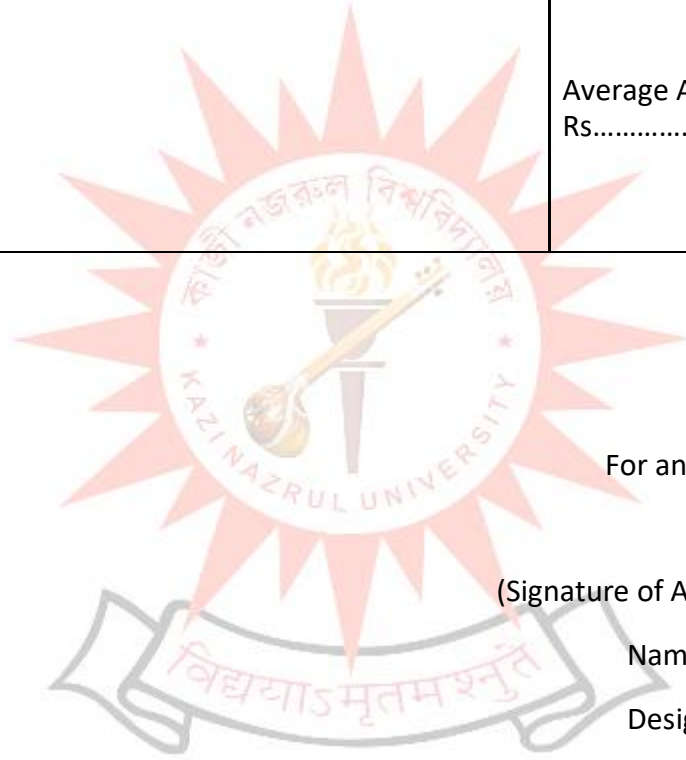 Average A
Rs.............
কাজী নজরুল বিশ্ববিদ্যালয়
KAZI NAZRUL UNIVERSITY
For an
(Signature of A
Nam
Desig
विद्ययाऽमृतमश्नुते